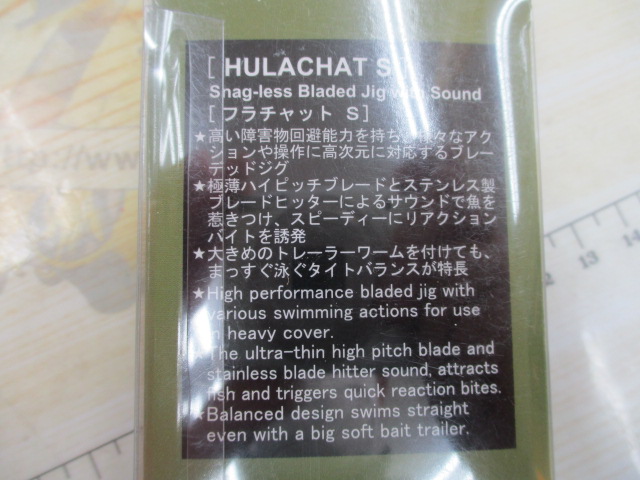 [ HULACHAT S ]
Snag-less Bladed Jig with Sound
[フラチャット S]
★高い障害物回避能力を持ち、様々なアク
ションや操作に高次元に対応するブレー
デッドジグ
★極薄ハイピッチブレードとステンレス製
ブレードヒッターによるサウンドで魚を
惹きつけ、スピーディーにリアクション
バイトを誘発
★大きめのトレーラーワームを付けても、
まっすぐ泳ぐタイトバランスが特長
★High performance bladed jig with
various swimming actions for use
in heavy cover.
★The ultra-thin high pitch blade and
stainless blade hitter sound, attracts
fish and triggers quick reaction bites.
★Balanced design swims straight
even with a big soft bait trailer.